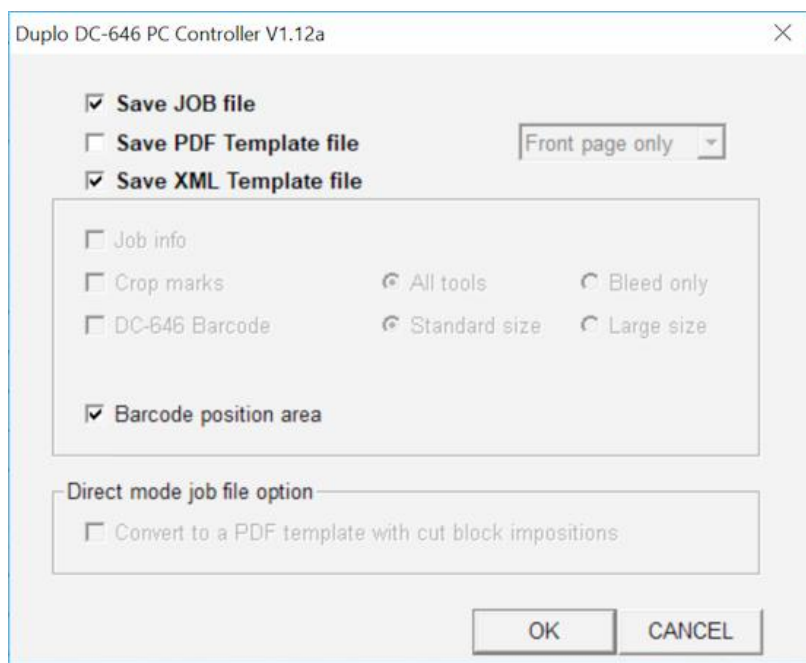 Duplo DC-646 PC Controller V1.12a
Save JOB file
Save PDF Template file Front page only
Save XML Template file
Job info
Crop marks All tools Bleed only
DC-646 Barcode Standard size Large size
Barcode position area
Direct mode job file option
Convert to a PDF template with cut block impositions
OK CANCEL